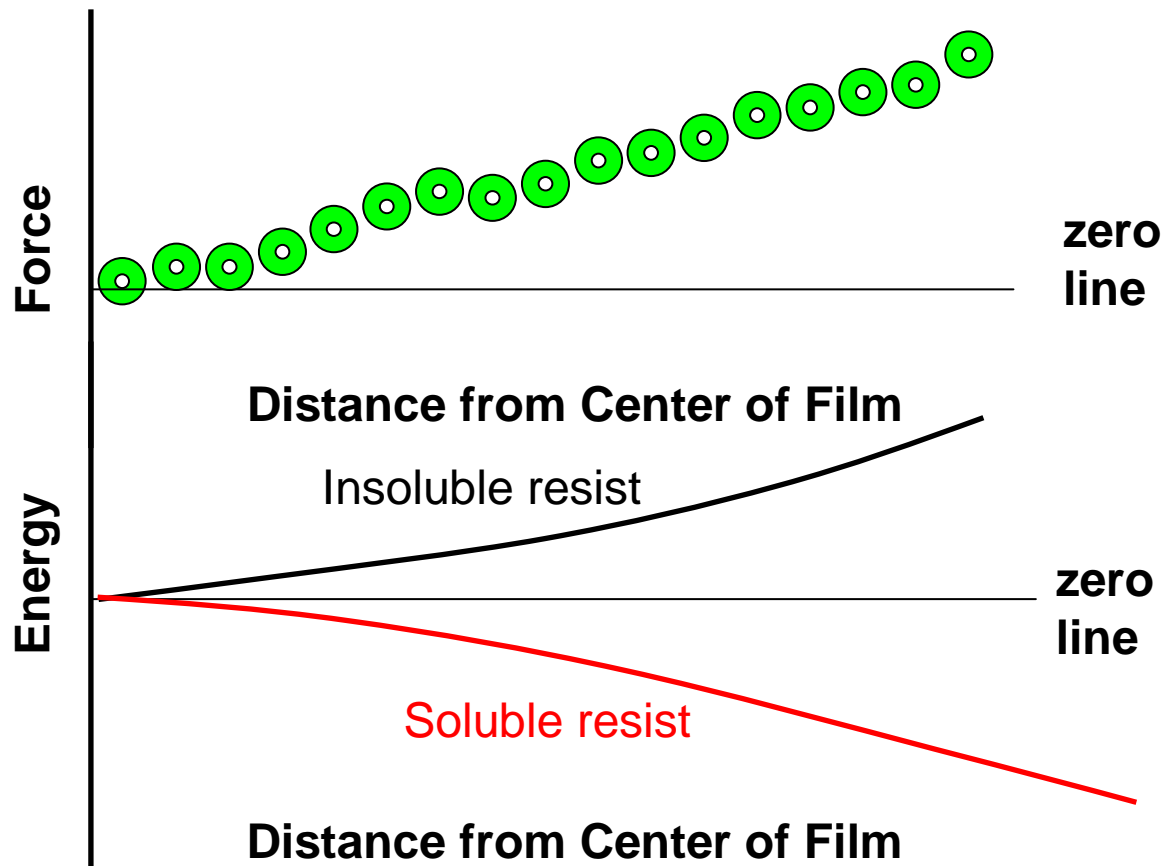 Force
zero
line
Distance from Center of Film
Insoluble resist
Energy
zero
line
Soluble resist
Distance from Center of Film